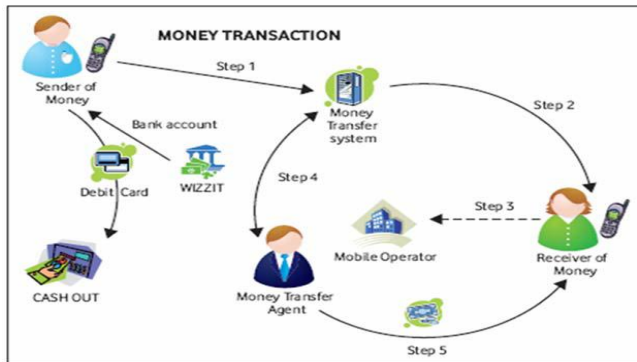 MONEY TRANSACTION
Step 1
Sender of
Money
Money
Transfer
system
Step 2
Bank account
Debit Card
WIZZIT
Step 4
Step 3
Mobile Operator
Receiver of
Money
CASH OUT
Money Transfer
Agent
Step 5